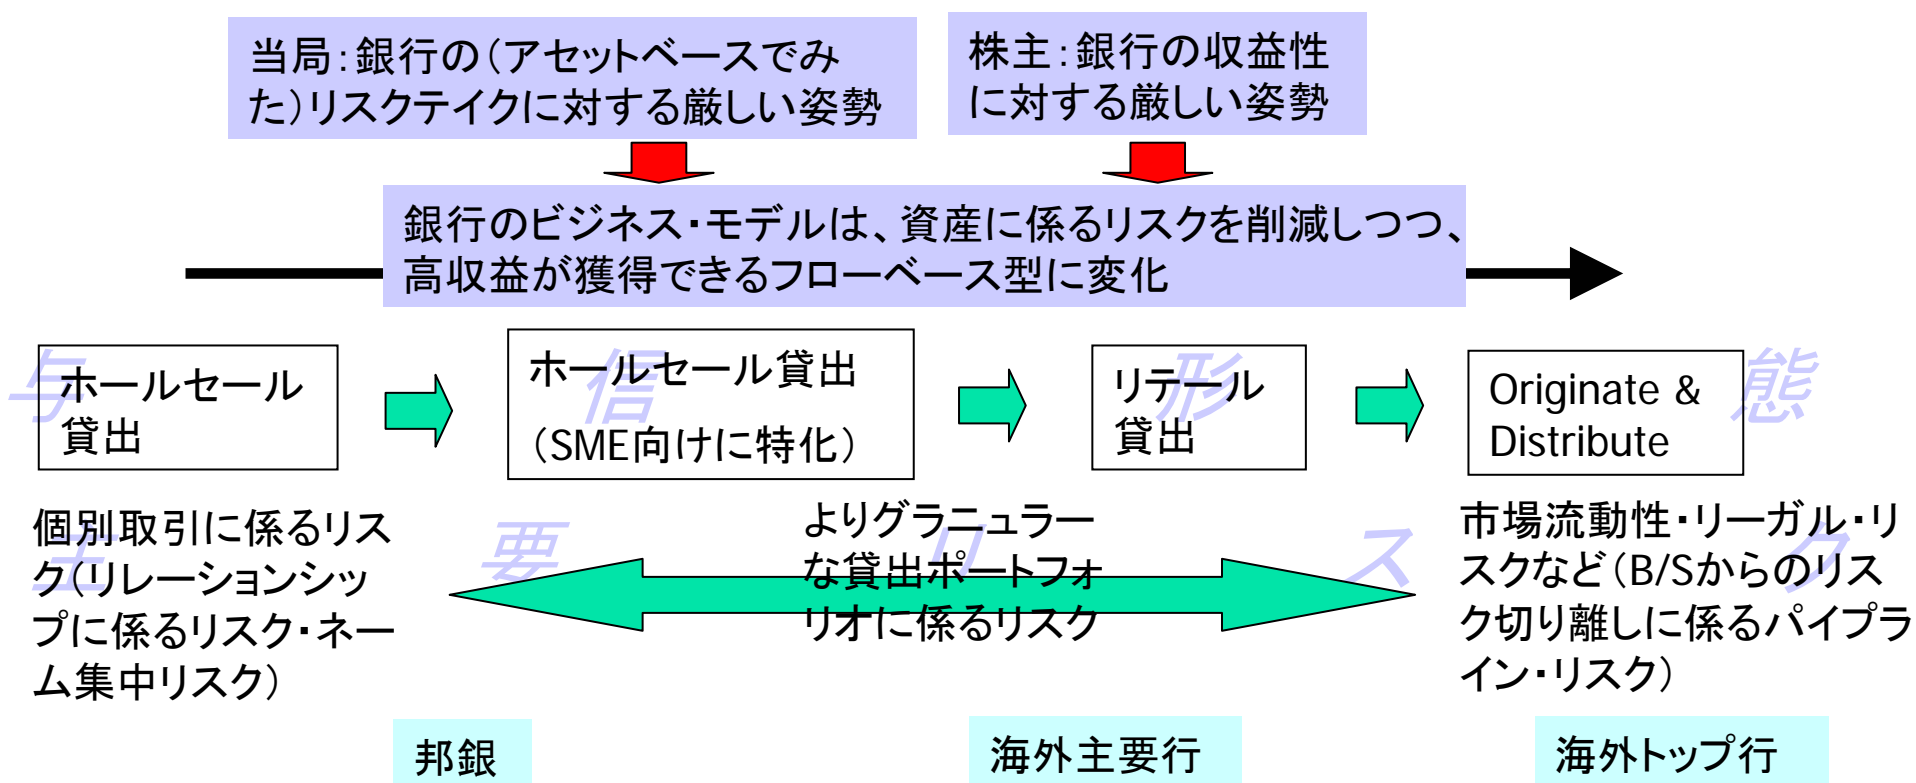 当局：銀行の（アセットベースでみ
た）リスクテイクに対する厳しい姿勢
株主：銀行の収益性
に対する厳しい姿勢
銀行のビジネス・モデルは、資産に係るリスクを削減しつつ、
高収益が獲得できるフローベース型に変化
与信形態
ホールセール
貸出
ホールセール貸出
（SME向けに特化）
リテール
貸出
Originate &
Distribute
主要リスク
個別取引に係るリス
ク（リレーションシッ
プに係るリスク・ネー
ム集中リスク）
よりグラニュラー
な貸出ポートフォ
リオに係るリスク
市場流動性・リーガル・リ
スクなど（B/Sからのリス
ク切り離しに係るパイプラ
イン・リスク）
邦銀
海外主要行
海外トップ行